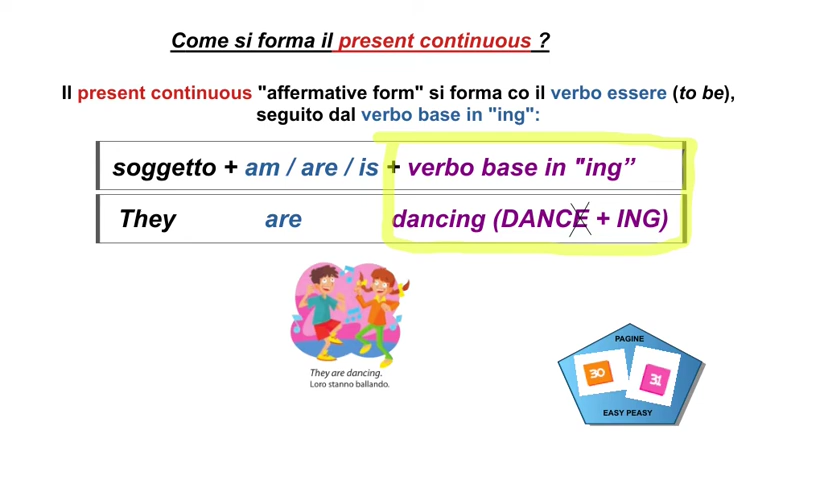 Come si forma il present continuous ?
Il present continuous "affermative form" si forma co il verbo essere (to be),
seguito dal verbo base in "ing":
soggetto + am / are / is + verbo base in "ing”
They are dancing (DANCE + ING)
They are dancing.
Loro stanno ballando.
PAGINE
30 31
EASY PEASY